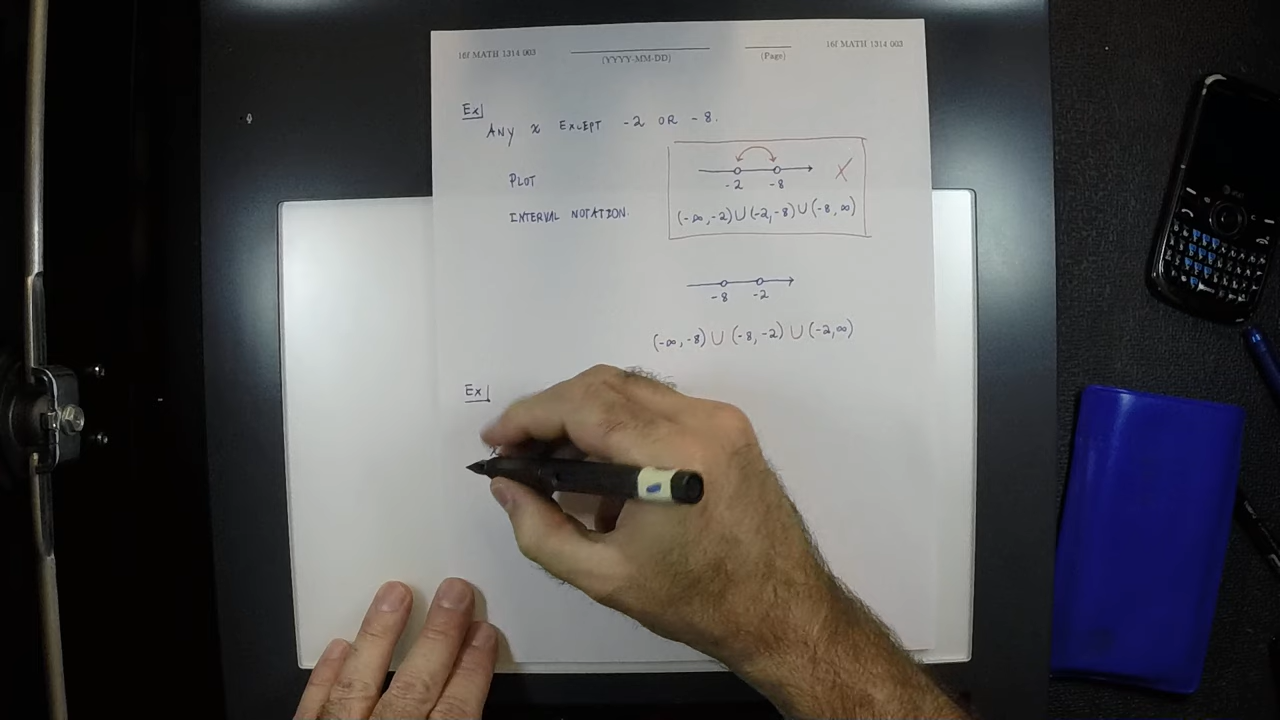 16f MATH 1314 003
(YYYY-MM-DD)
(Page)
16f MATH 1314 003
Ex
ANY x EXCEPT -2 OR -8.
PLOT
-2 -8
X
INTERVAL NOTATION
(-∞,-2)∪(-2,-8)∪(-8,∞)
-8 -2
(-∞,-8)∪(-8,-2)∪(-2,∞)
Ex